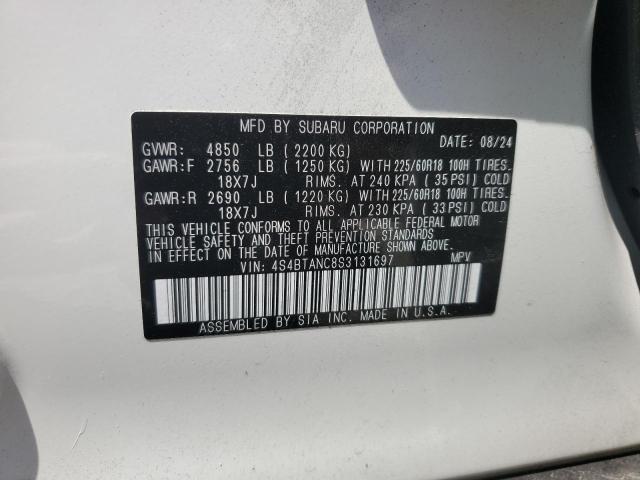 MFD BY SUBARU CORPORATION
DATE: 08/24
GVWR: 4850 LB ( 2200 KG)
GAWR:F 2756 LB ( 1250 KG) WITH 225/60R18 100H TIRES.
18X7J RIMS. AT 240 KPA ( 35 PSI) COLD
GAWR:R 2690 LB ( 1220 KG) WITH 225/60R18 100H TIRES.
18X7J RIMS. AT 230 KPA ( 33 PSI) COLD
THIS VEHICLE CONFORMS TO ALL APPLICABLE FEDERAL MOTOR
VEHICLE SAFETY AND THEFT PREVENTION STANDARDS
IN EFFECT ON THE DATE OF MANUFACTURE SHOWN ABOVE.
VIN: 4S4BTANC8S3131697 MPV
ASSEMBLED BY SIA INC. MADE IN U.S.A.